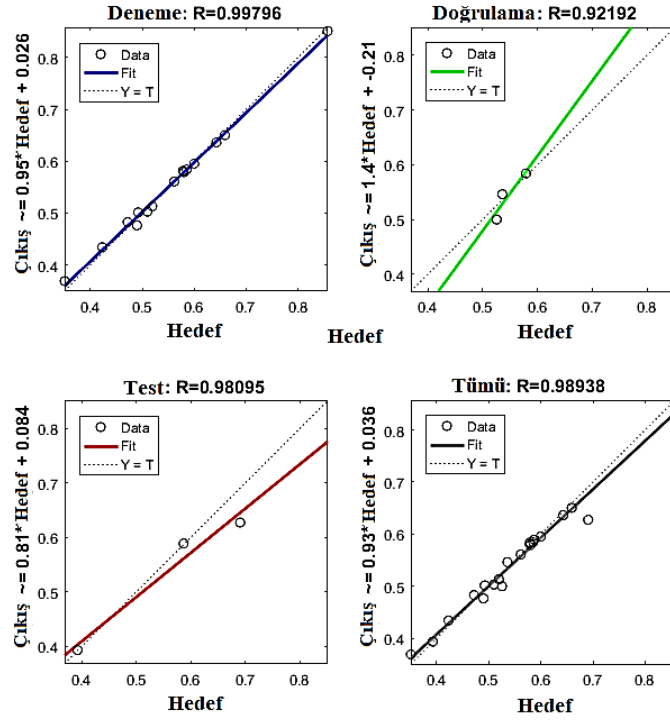 Deneme: R=0.99796
Çıkış ~= 0.95*Hedef + 0.026
Data
Fit
Y = T
0.8
0.7
0.6
0.5
0.4
0.4 0.5 0.6 0.7 0.8
Hedef
Doğrulama: R=0.92192
Çıkış ~= 1.4*Hedef + -0.21
Data
Fit
Y = T
0.8
0.7
0.6
0.5
0.4
0.4 0.5 0.6 0.7 0.8
Hedef
Hedef
Test: R=0.98095
Çıkış ~= 0.81*Hedef + 0.084
Data
Fit
Y = T
0.8
0.7
0.6
0.5
0.4
0.4 0.5 0.6 0.7 0.8
Hedef
Tümü: R=0.98938
Çıkış ~= 0.93*Hedef + 0.036
Data
Fit
Y = T
0.8
0.7
0.6
0.5
0.4
0.4 0.5 0.6 0.7 0.8
Hedef